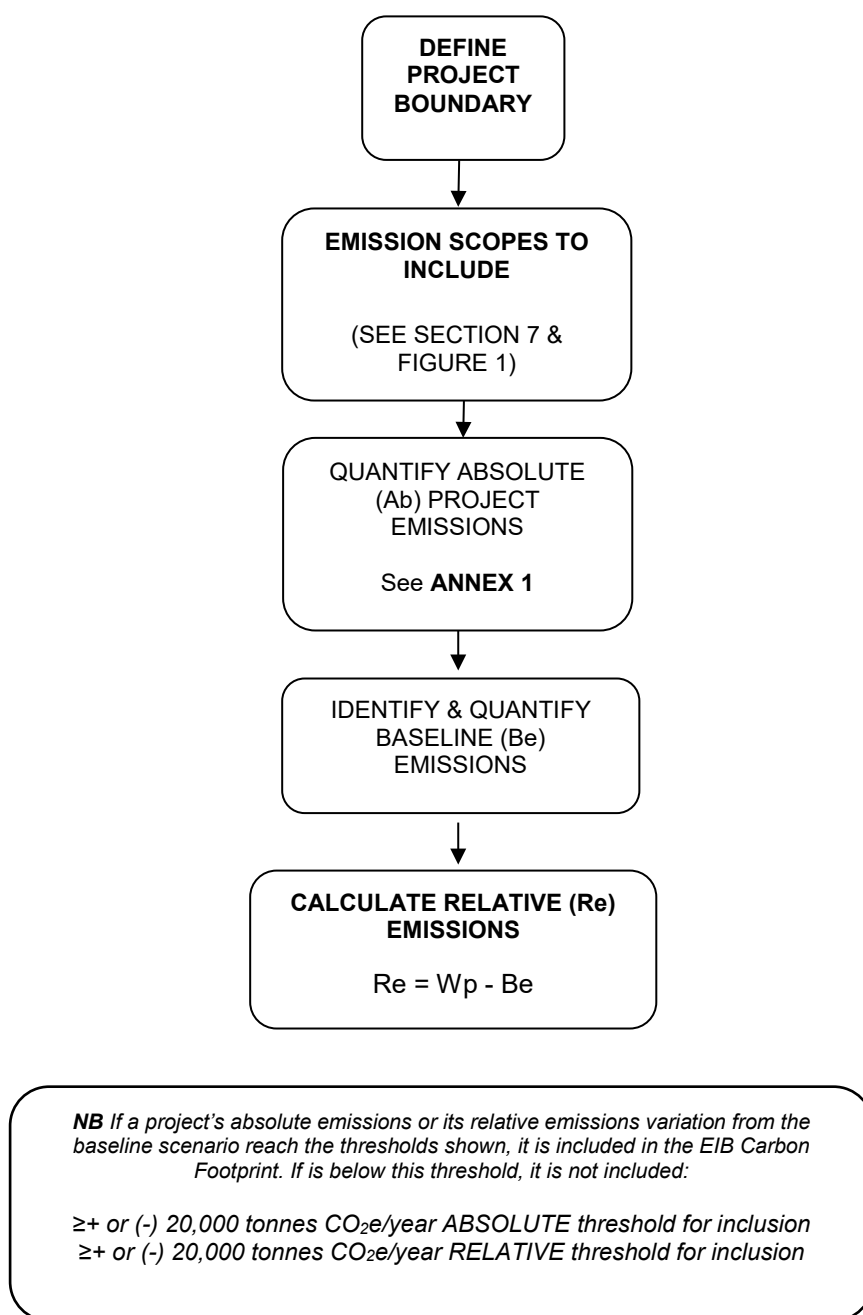 DEFINE
PROJECT
BOUNDARY
EMISSION SCOPES TO
INCLUDE
(SEE SECTION 7 &
FIGURE 1)
QUANTIFY ABSOLUTE
(Ab) PROJECT
EMISSIONS
See ANNEX 1
IDENTIFY & QUANTIFY
BASELINE (Be)
EMISSIONS
CALCULATE RELATIVE (Re)
EMISSIONS
Re = Wp - Be
NB If a project’s absolute emissions or its relative emissions variation from the
baseline scenario reach the thresholds shown, it is included in the EIB Carbon
Footprint. If is below this threshold, it is not included:
≥+ or (-) 20,000 tonnes CO₂e/year ABSOLUTE threshold for inclusion
≥+ or (-) 20,000 tonnes CO₂e/year RELATIVE threshold for inclusion